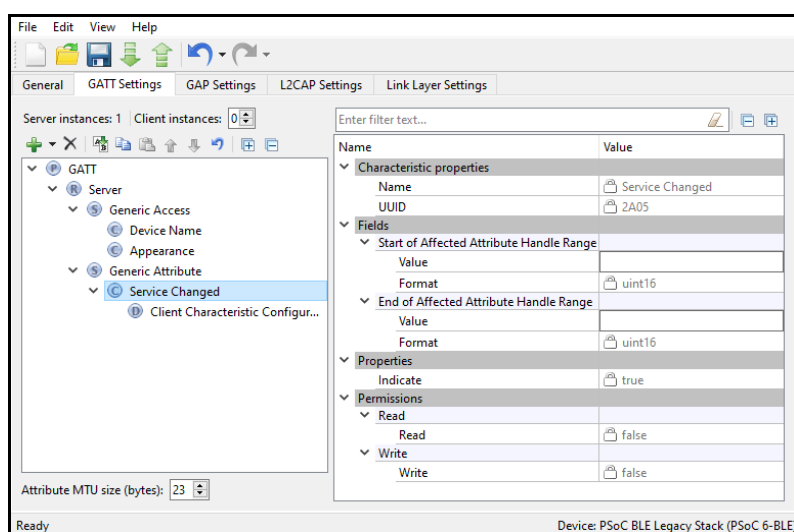 File Edit View Help
General GATT Settings GAP Settings L2CAP Settings Link Layer Settings
Server instances: 1 Client instances: 0
Enter filter text...
Name Value
P GATT
R Server
S Generic Access
C Device Name
C Appearance
S Generic Attribute
C Service Changed
D Client Characteristic Configur...
Characteristic properties
Name Service Changed
UUID 2A05
Fields
Start of Affected Attribute Handle Range
Value
Format uint16
End of Affected Attribute Handle Range
Value
Format uint16
Properties
Indicate true
Permissions
Read
Read false
Write
Write false
Attribute MTU size (bytes): 23
Ready Device: PSoC BLE Legacy Stack (PSoC 6-BLE)